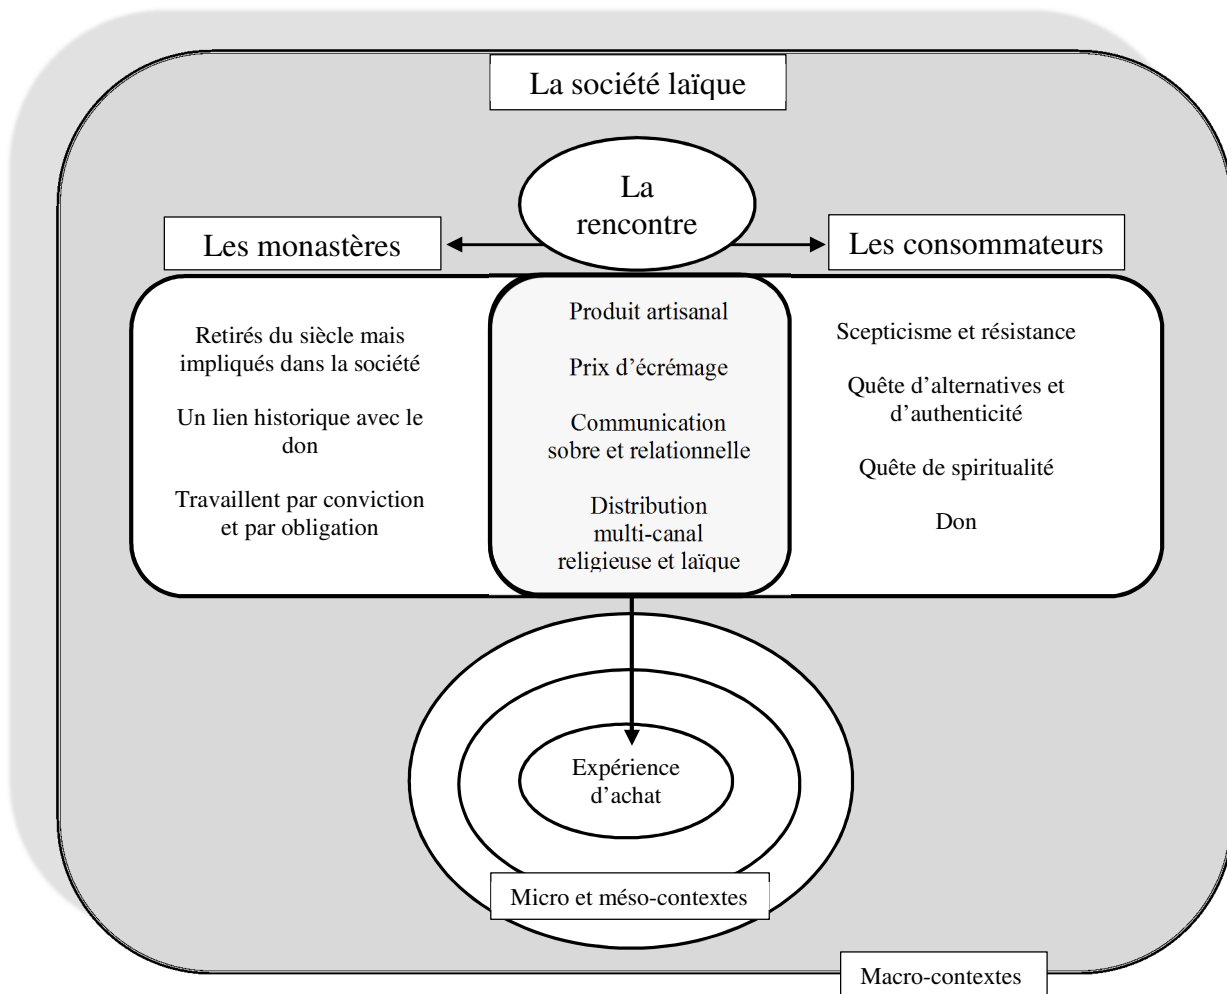 La société laïque
La
rencontre
Les monastères
Les consommateurs
Retirés du siècle mais
impliqués dans la société
Un lien historique avec le
don
Travaillent par conviction
et par obligation
Produit artisanal
Prix d’écrémage
Communication
sobre et relationnelle
Distribution
multi-canal
religieuse et laïque
Scepticisme et résistance
Quête d’alternatives et
d’authenticité
Quête de spiritualité
Don
Expérience
d’achat
Micro et méso-contextes
Macro-contextes